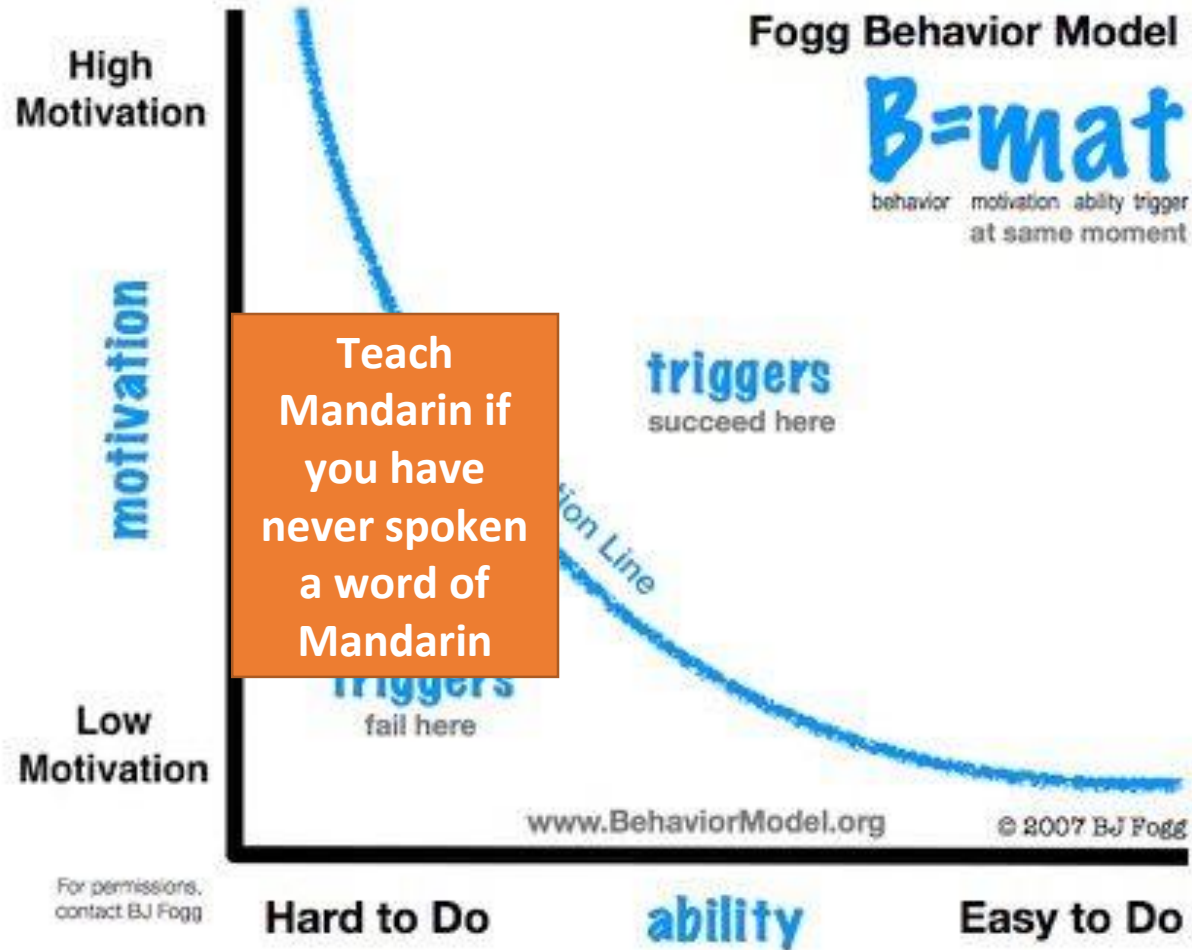 Fogg Behavior Model
B=mat
behavior motivation ability trigger
at same moment
High
Motivation
motivation
Teach
Mandarin if
you have
never spoken
a word of
Mandarin
triggers
succeed here
tion Line
triggers
fail here
Low
Motivation
www.BehaviorModel.org
© 2007 BJ Fogg
For permissions,
contact BJ Fogg
Hard to Do
ability
Easy to Do